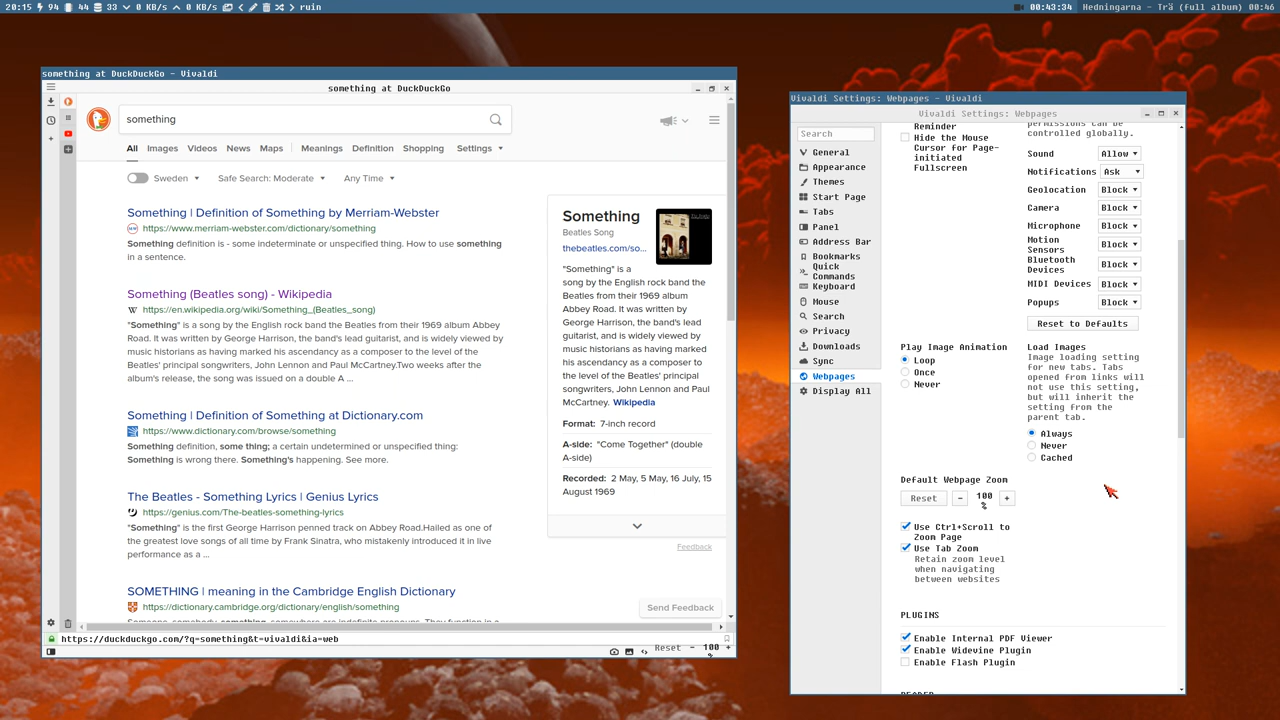 20:15 94 44 33 0 KB/s 0 KB/s ruin
00:43:34 Hedningarna - Trä (full album) 00:46
something at DuckDuckGo - Vivaldi
something at DuckDuckGo
something
All Images Videos News Maps Meanings Definition Shopping Settings
Sweden Safe Search: Moderate Any Time
Something | Definition of Something by Merriam-Webster
https://www.merriam-webster.com/dictionary/something
Something definition is - some indeterminate or unspecified thing. How to use something
in a sentence.
Something (Beatles song) - Wikipedia
W https://en.wikipedia.org/wiki/Something_(Beatles_song)
"Something" is a song by the English rock band the Beatles from their 1969 album Abbey
Road. It was written by George Harrison, the band's lead guitarist, and is widely viewed by
music historians as having marked his ascendancy as a composer to the level of the
Beatles' principal songwriters, John Lennon and Paul McCartney.Two weeks after the
album's release, the song was issued on a double A ...
Something | Definition of Something at Dictionary.com
https://www.dictionary.com/browse/something
Something definition, some thing; a certain undetermined or unspecified thing:
Something is wrong there. Something's happening. See more.
The Beatles - Something Lyrics | Genius Lyrics
https://genius.com/The-beatles-something-lyrics
"Something" is the first George Harrison penned track on Abbey Road.Hailed as one of
the greatest love songs of all time by Frank Sinatra, who mistakenly introduced it in live
performance as a ...
SOMETHING | meaning in the Cambridge English Dictionary
https://dictionary.cambridge.org/dictionary/english/something
Something
Beatles Song
thebeatles.com/so...
"Something" is a
song by the English rock band the
Beatles from their 1969 album
Abbey Road. It was written by
George Harrison, the band's lead
guitarist, and is widely viewed by
music historians as having marked
his ascendancy as a composer to
the level of the Beatles' principal
songwriters, John Lennon and Paul
McCartney. Wikipedia
Format: 7-inch record
A-side: "Come Together" (double
A-side)
Recorded: 2 May, 5 May, 16 July, 15
August 1969
Feedback
Send Feedback
https://duckduckgo.com/?q=something&t=vivaldi&ia=web
Reset - 100 % +
Vivaldi Settings: Webpages - Vivaldi
Vivaldi Settings: Webpages
Search
General
Appearance
Themes
Start Page
Tabs
Panel
Address Bar
Bookmarks
Quick
Commands
Keyboard
Mouse
Search
Privacy
Downloads
Sync
Webpages
Display All
Reminder
Hide the Mouse
Cursor for Page-
initiated
Fullscreen
permissions can be
controlled globally.
Sound Allow
Notifications Ask
Geolocation Block
Camera Block
Microphone Block
Motion
Sensors Block
Bluetooth
Devices Block
MIDI Devices Block
Popups Block
Reset to Defaults
Play Image Animation
Loop
Once
Never
Load Images
Image loading setting
for new tabs. Tabs
opened from links will
not use this setting,
but will inherit the
setting from the
parent tab.
Always
Never
Cached
Default Webpage Zoom
Reset - 100 % +
Use Ctrl+Scroll to
Zoom Page
Use Tab Zoom
Retain zoom level
when navigating
between websites
PLUGINS
Enable Internal PDF Viewer
Enable Widevine Plugin
Enable Flash Plugin